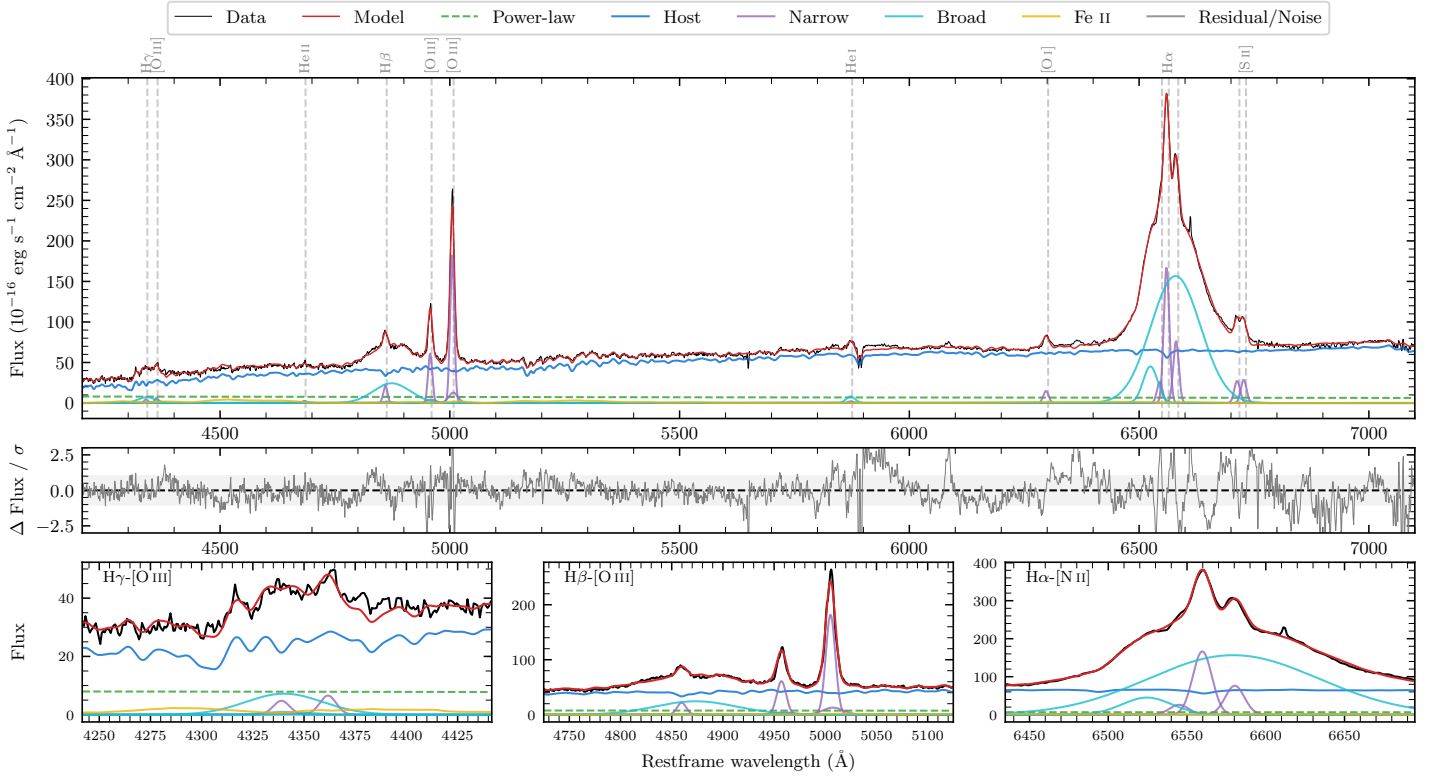 Data Model Power-law Host Narrow Broad Fe II Residual/Noise
Hγ [O III] He II Hβ [O III] [O III] He I [O I] Hα [S II]
Flux (10⁻¹⁶ erg s⁻¹ cm⁻² Å⁻¹)
400
350
300
250
200
150
100
50
0
4500 5000 5500 6000 6500 7000
Δ Flux / σ
2.5
0.0
−2.5
4500 5000 5500 6000 6500 7000
Flux
Hγ-[O III]
40
20
0
4250 4275 4300 4325 4350 4375 4400 4425
Hβ-[O III]
200
100
0
4750 4800 4850 4900 4950 5000 5050 5100
Hα-[N II]
400
300
200
100
0
6450 6500 6550 6600 6650
Restframe wavelength (Å)